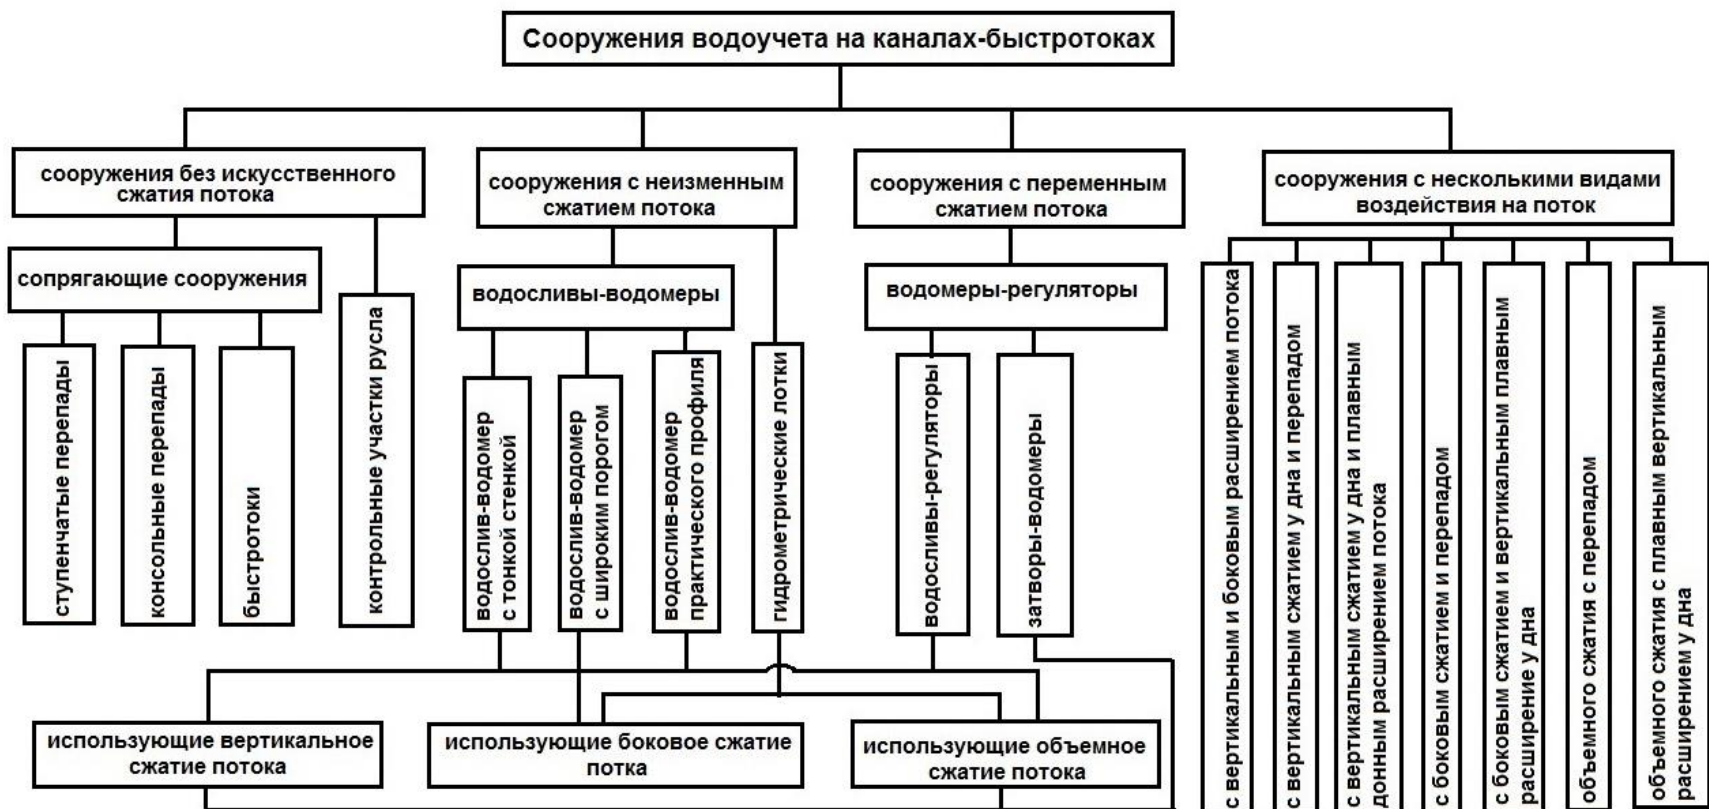 Сооружения водоучета на каналах-быстротоках
сооружения без искусственного
сжатия потока
сооружения с неизменным
сжатием потока
сооружения с переменным
сжатием потока
сооружения с несколькими видами
воздействия на поток
сопрягающие сооружения
водосливы-водомеры
водомеры-регуляторы
ступенчатые перепады
консольные перепады
быстротоки
контрольные участки русла
водослив-водомер
с тонкой стенкой
водослив-водомер
с широким порогом
водослив-водомер
практического профиля
гидрометрические лотки
водосливы-регуляторы
затворы-водомеры
с вертикальным и боковым расширением потока
с вертикальным сжатием у дна и перепадом
с вертикальным сжатием у дна и плавным
донным расширением потока
с боковым сжатием и перепадом
с боковым сжатием и вертикальным плавным
расширение у дна
объемного сжатия с перепадом
объемного сжатия с плавным вертикальным
расширением у дна
использующие вертикальное
сжатие потока
использующие боковое сжатие
потка
использующие объемное
сжатие потока